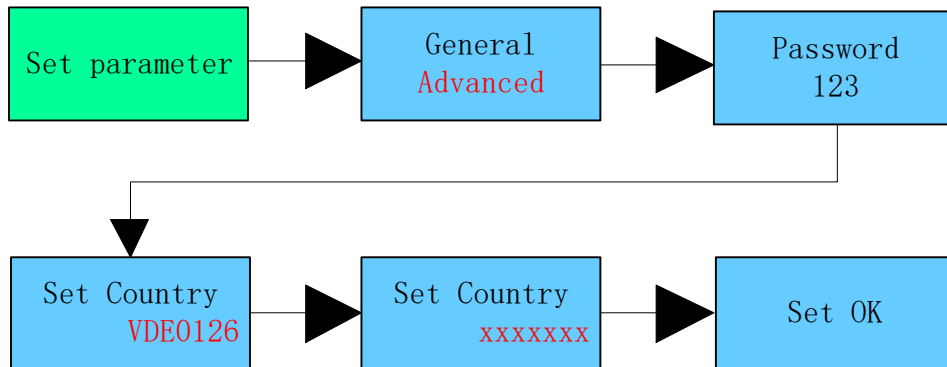 Set parameter
General
Advanced
Password
123
Set Country
VDE0126
Set Country
xxxxxxx
Set OK